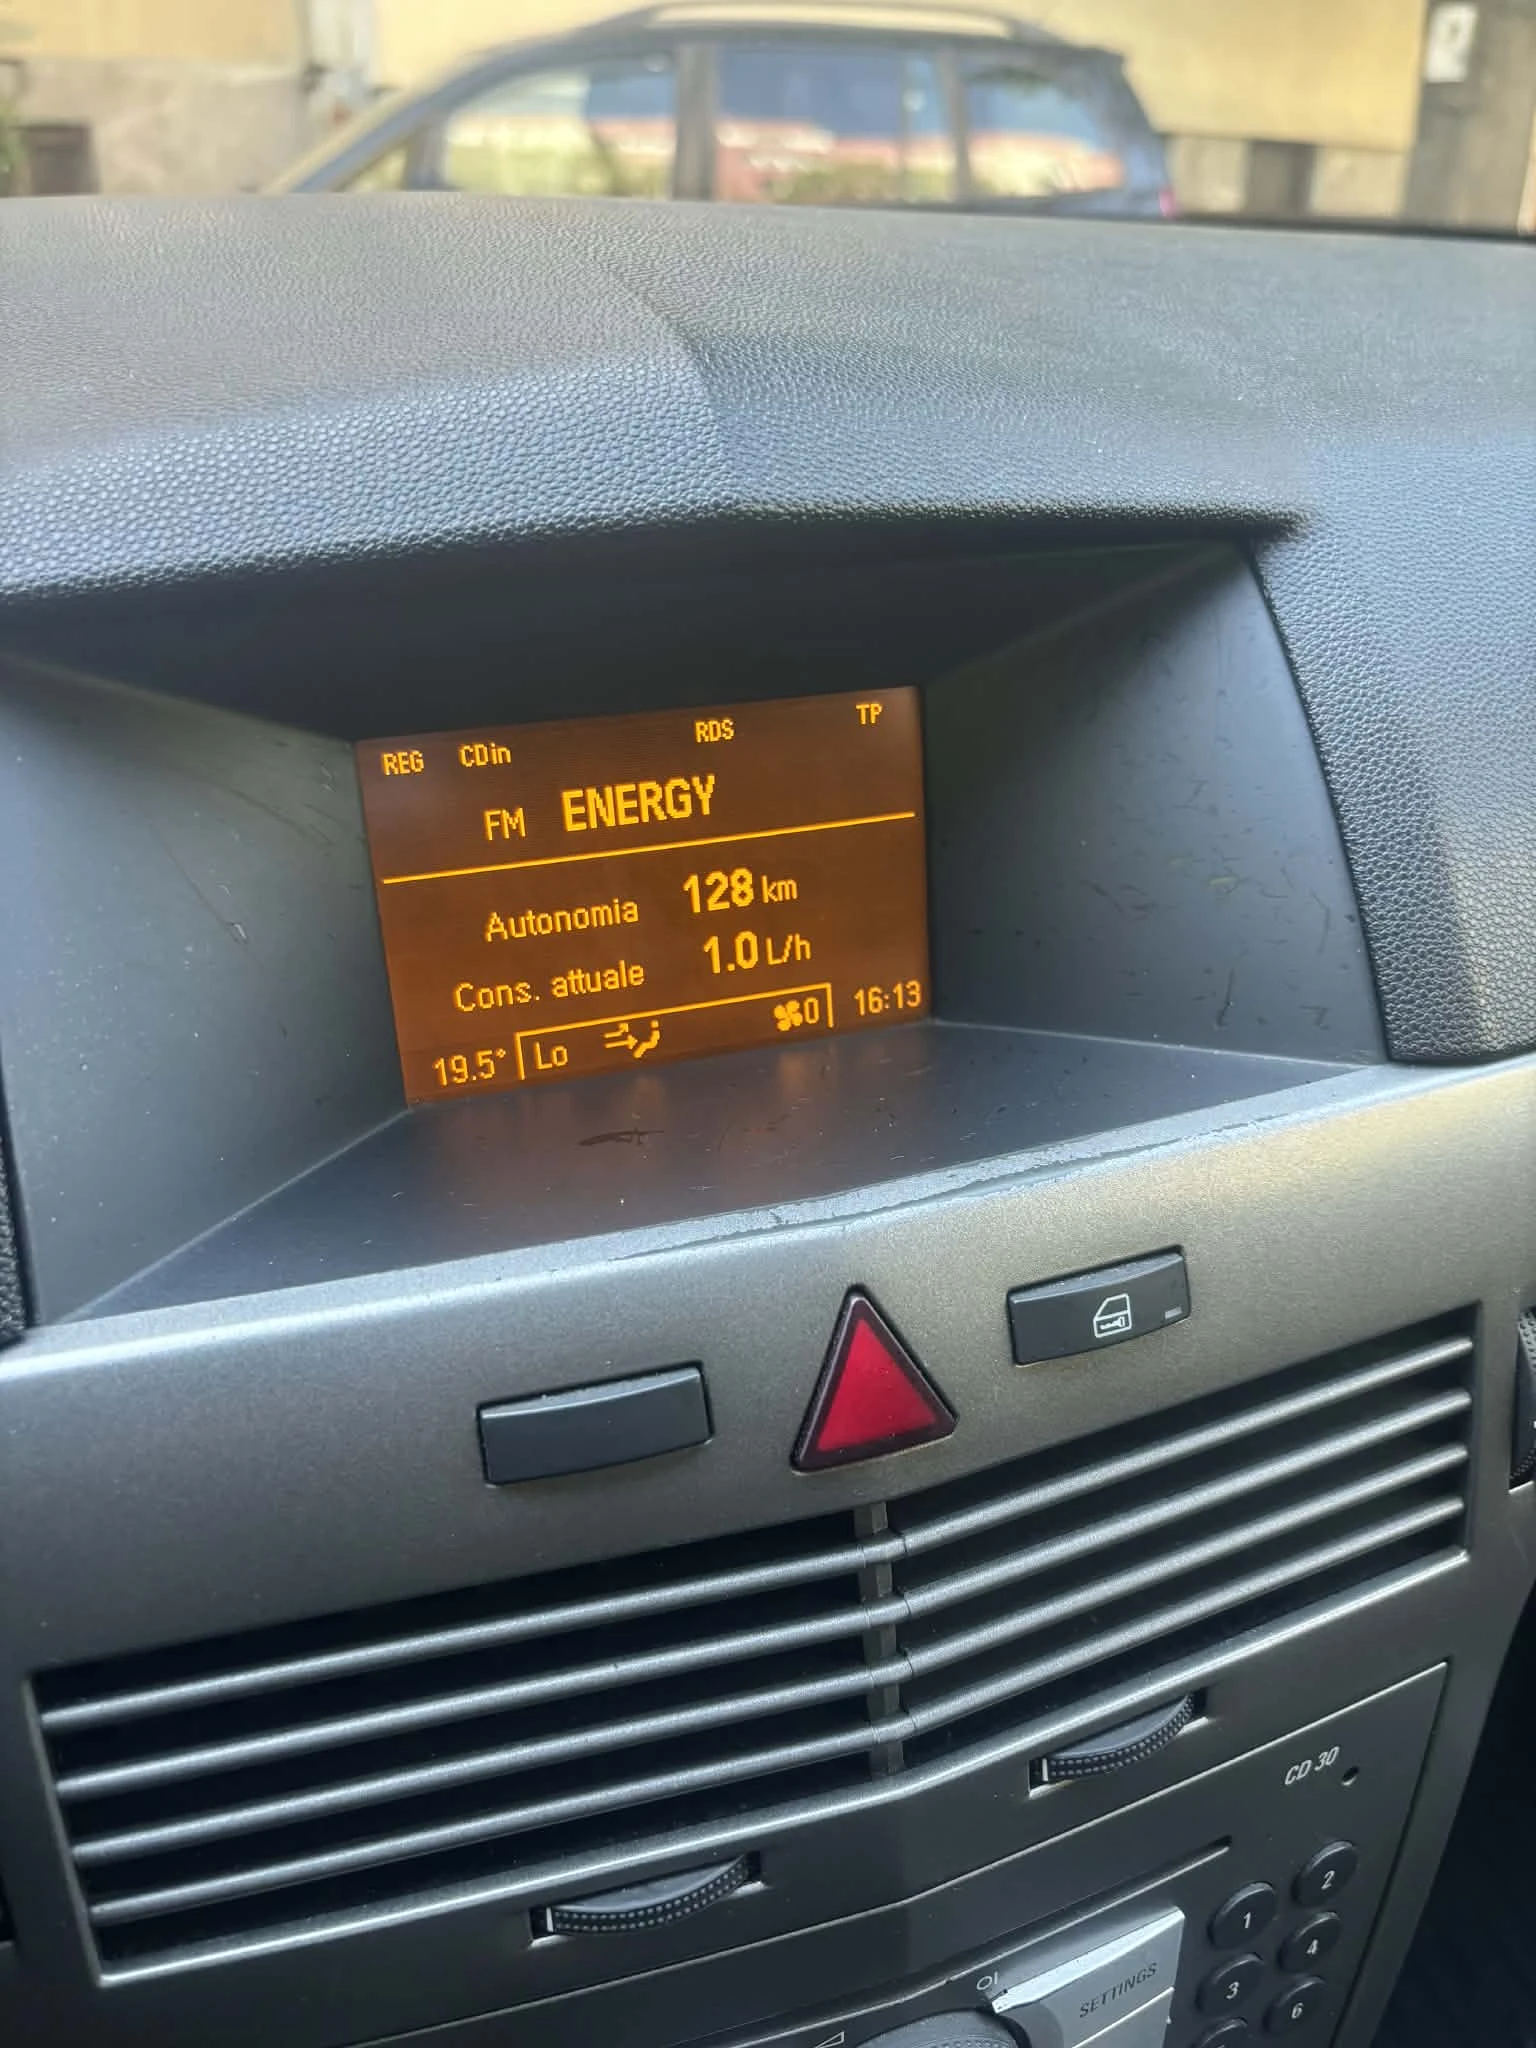 REG CDin RDS TP
FM ENERGY
Autonomia 128 km
Cons. attuale 1.0 L/h
19.5° Lo 0 16:13
CD 30
SETTINGS
1 2
3 4
6